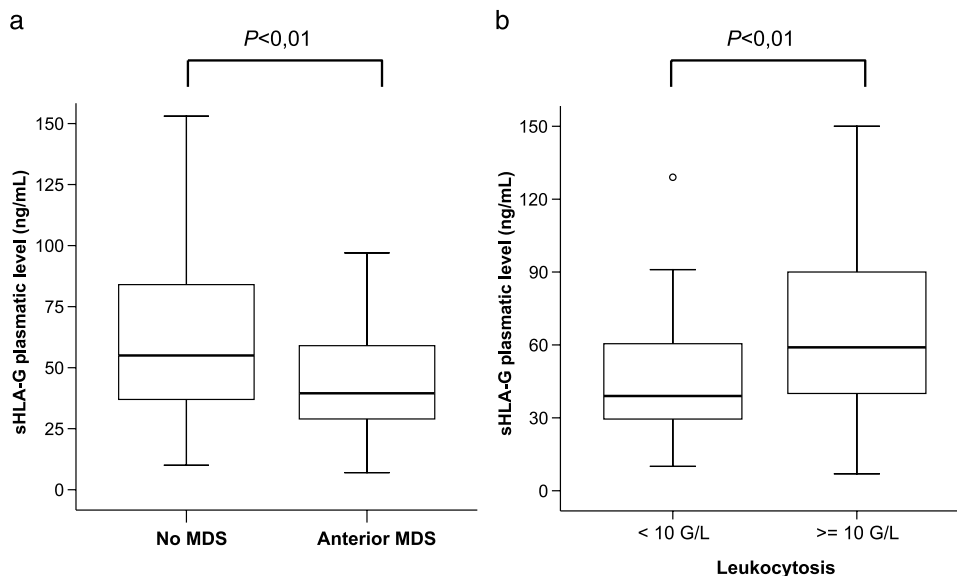 a
P<0,01
sHLA-G plasmatic level (ng/mL)
150
125
100
75
50
25
0
No MDS Anterior MDS
b
P<0,01
sHLA-G plasmatic level (ng/mL)
150
120
90
60
30
0
< 10 G/L >= 10 G/L
Leukocytosis